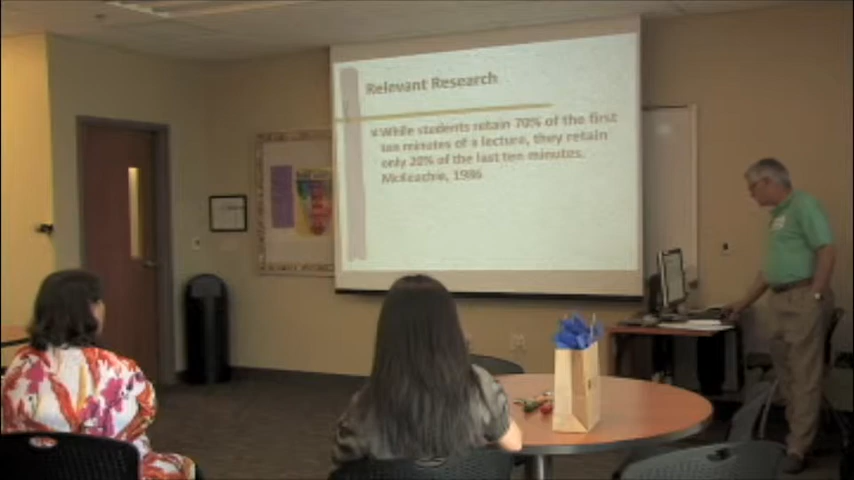 Relevant Research
While students retain 70% of the first
ten minutes of a lecture, they retain
only 20% of the last ten minutes.
McKeachie, 1986